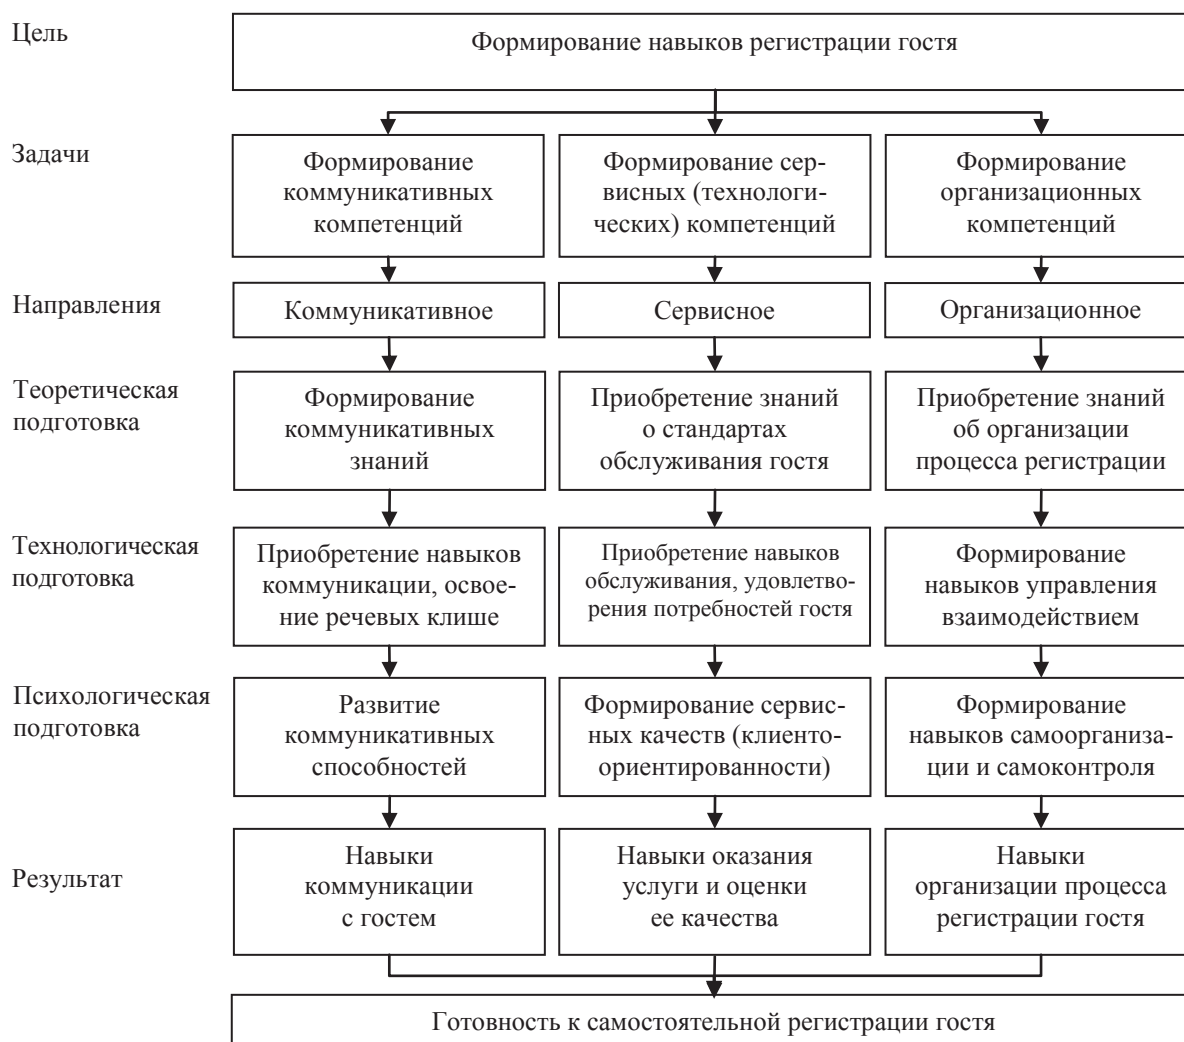 Цель
Формирование навыков регистрации гостя
Задачи
Формирование
коммуникативных
компетенций
Формирование сер-
висных (технологи-
ческих) компетенций
Формирование
организационных
компетенций
Направления
Коммуникативное
Сервисное
Организационное
Теоретическая
подготовка
Формирование
коммуникативных
знаний
Приобретение знаний
о стандартах
обслуживания гостя
Приобретение знаний
об организации
процесса регистрации
Технологическая
подготовка
Приобретение навыков
коммуникации, освое-
ние речевых клише
Приобретение навыков
обслуживания, удовлетво-
рения потребностей гостя
Формирование
навыков управления
взаимодействием
Психологическая
подготовка
Развитие
коммуникативных
способностей
Формирование сервис-
ных качеств (клиенто-
ориентированности)
Формирование
навыков самоорганиза-
ции и самоконтроля
Результат
Навыки
коммуникации
с гостем
Навыки оказания
услуги и оценки
ее качества
Навыки
организации процесса
регистрации гостя
Готовность к самостоятельной регистрации гостя